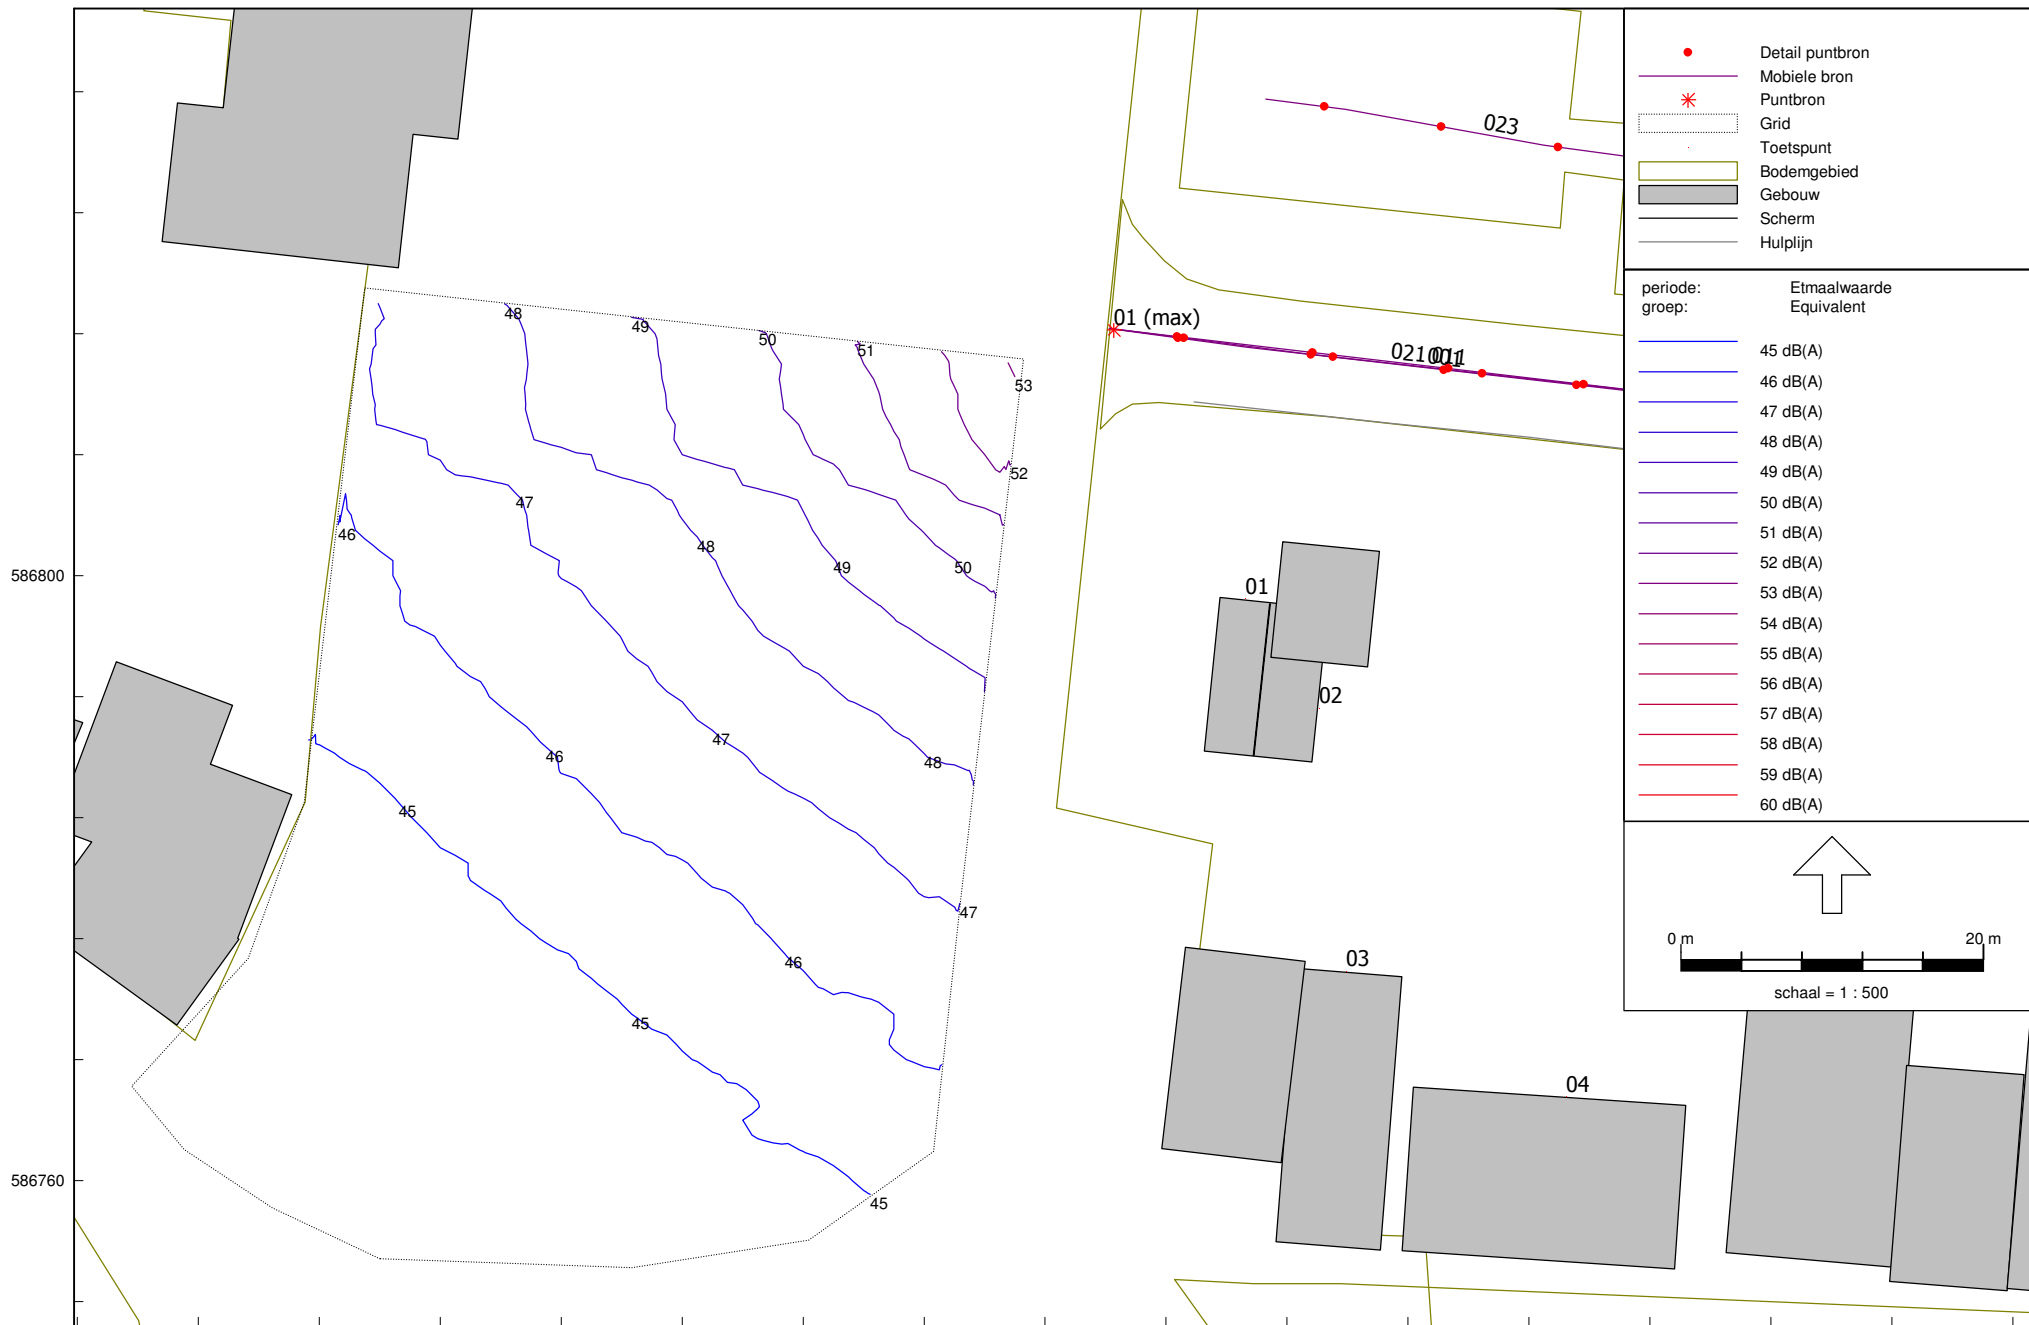 Detail puntbron
Mobiele bron
Puntbron
Grid
Toetspunt
Bodemgebied
Gebouw
Scherm
Hulplijn
periode: Etmaalwaarde
groep: Equivalent
45 dB(A)
46 dB(A)
47 dB(A)
48 dB(A)
49 dB(A)
50 dB(A)
51 dB(A)
52 dB(A)
53 dB(A)
54 dB(A)
55 dB(A)
56 dB(A)
57 dB(A)
58 dB(A)
59 dB(A)
60 dB(A)
0 m 20 m
schaal = 1 : 500
023
01 (max)
021 011
001
48
49
50
51
53
52
47
46
48
49
50
586800
01
02
47
48
46
45
47
46
03
45
04
586760
45